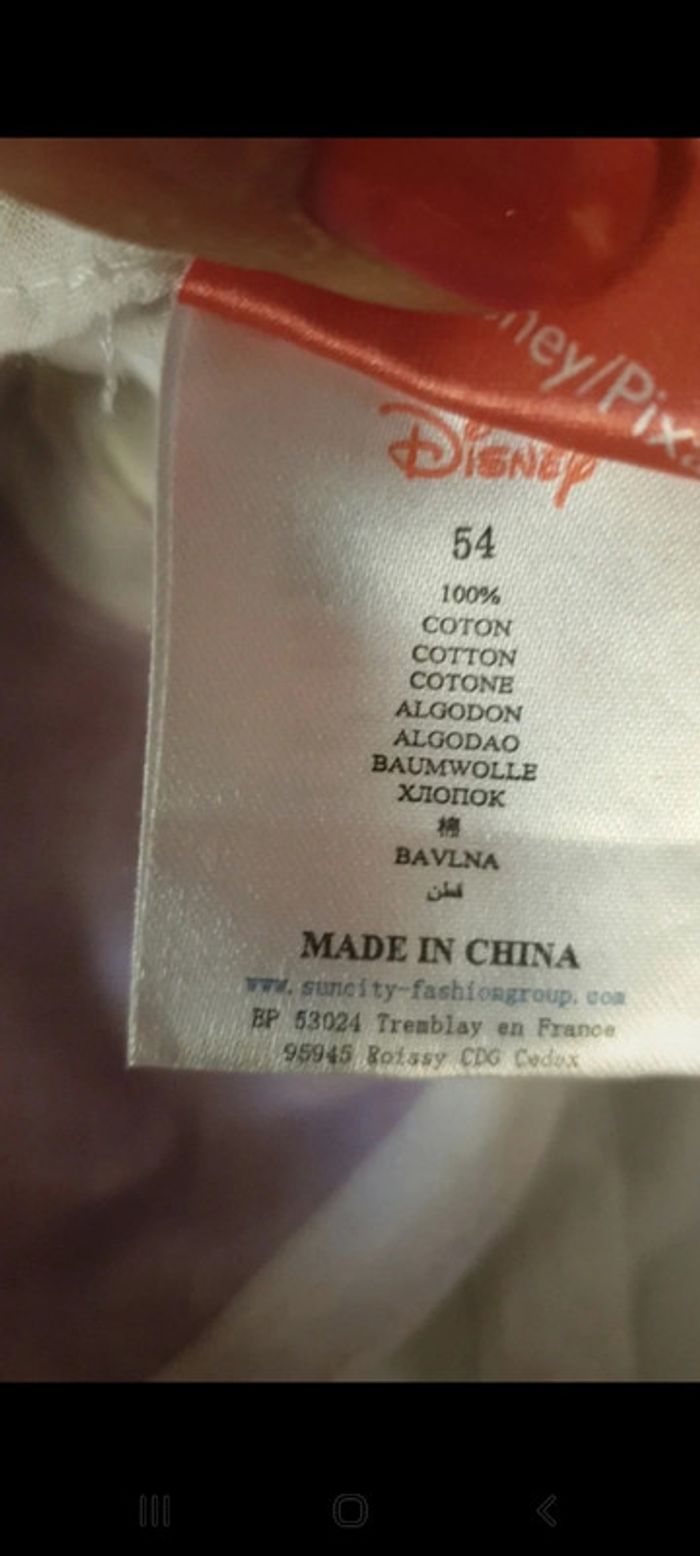 ney/Pixa
DISNEY
54
100%
COTON
COTTON
COTONE
ALGODON
ALGODAO
BAUMWOLLE
ХЛОПОК
棉
BAVLNA
قطن
MADE IN CHINA
www.suncity-fashiongroup.com
BP 53024 Tremblay en France
95945 Roissy CDG Cedex